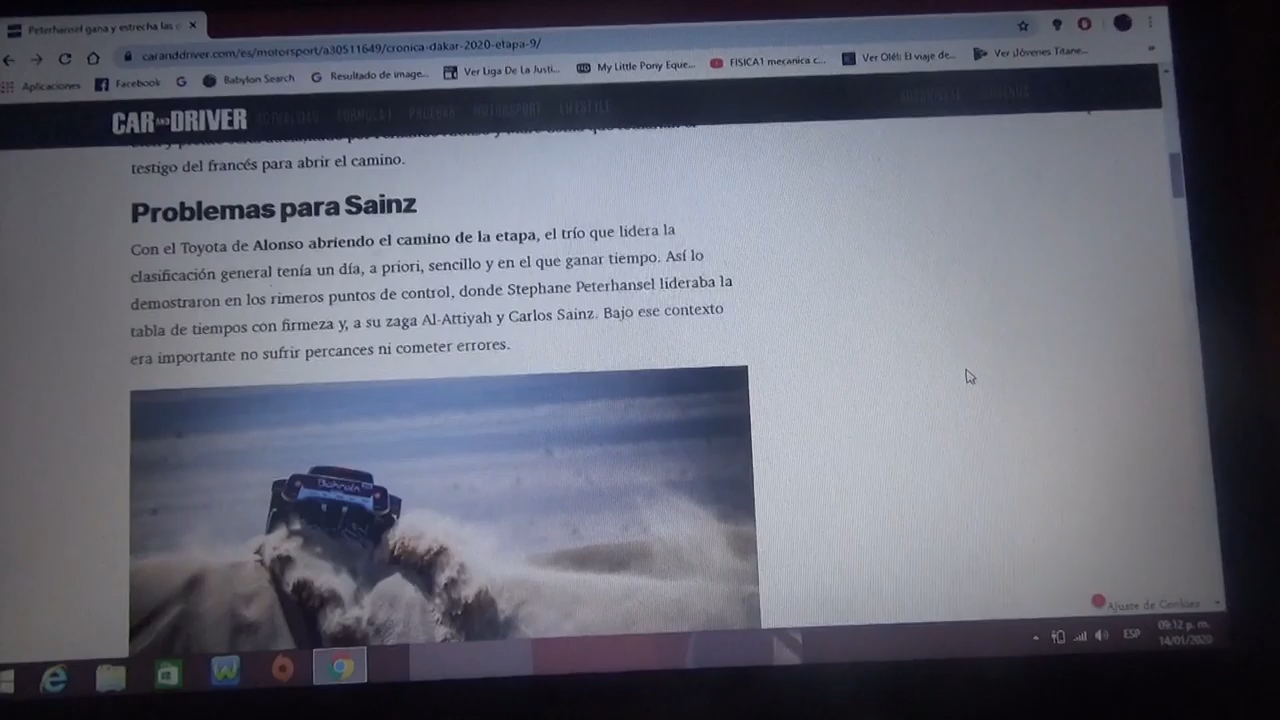 Peterhansel gana y estrecha las
caranddriver.com/es/motorsport/a30511649/cronica-dakar-2020-etapa-9/
Aplicaciones Facebook Babylon Search Resultado de image... Ver Liga De La Justi... My Little Pony Eque... FISICA1 mecanica c... Ver Olé!: El viaje de... Ver Jóvenes Titane...
CAR AND DRIVER ACTUALIDAD FORMULA1 PRUEBAS MOTORSPORT LIFESTYLE
testigo del francés para abrir el camino.
Problemas para Sainz
Con el Toyota de Alonso abriendo el camino de la etapa, el trío que lidera la
clasificación general tenía un día, a priori, sencillo y en el que ganar tiempo. Así lo
demostraron en los rimeros puntos de control, donde Stephane Peterhansel lideraba la
tabla de tiempos con firmeza y, a su zaga Al-Attiyah y Carlos Sainz. Bajo ese contexto
era importante no sufrir percances ni cometer errores.
Bahrain
Ajuste de Cookies
ESP 09:12 p. m.
14/01/2020